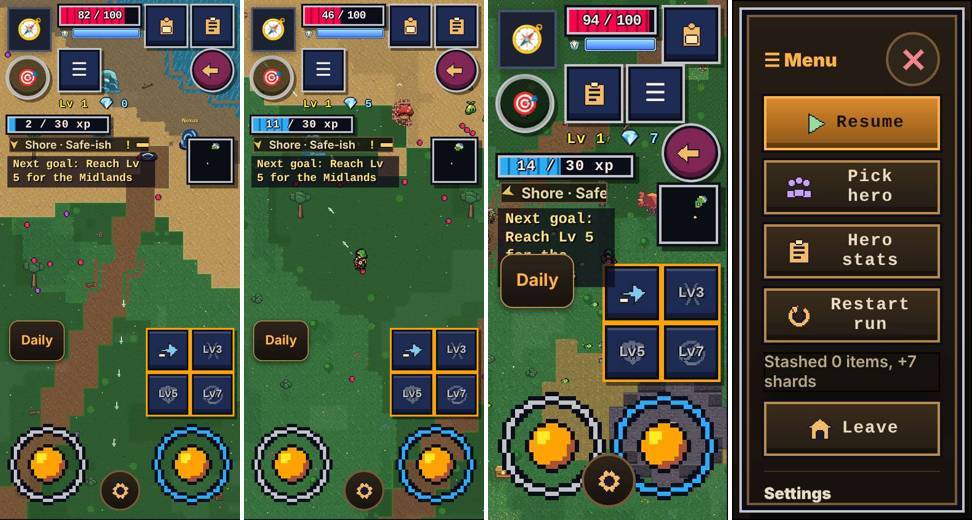 82 / 100
Lv 1 0
2 / 30 xp
Nexus
Shore · Safe-ish !
Next goal: Reach Lv
5 for the Midlands
Daily
LV3
LV5
LV7
46 / 100
Lv 1 5
11 / 30 xp
Shore · Safe-ish !
Next goal: Reach Lv
5 for the Midlands
Daily
LV3
LV5
LV7
94 / 100
Lv 1 7
14 / 30 xp
Shore · Safe
Next goal:
Reach Lv 5
for the
Daily
LV3
LV5
LV7
Menu
Resume
Pick
hero
Hero
stats
Restart
run
Stashed 0 items, +7
shards
Leave
Settings